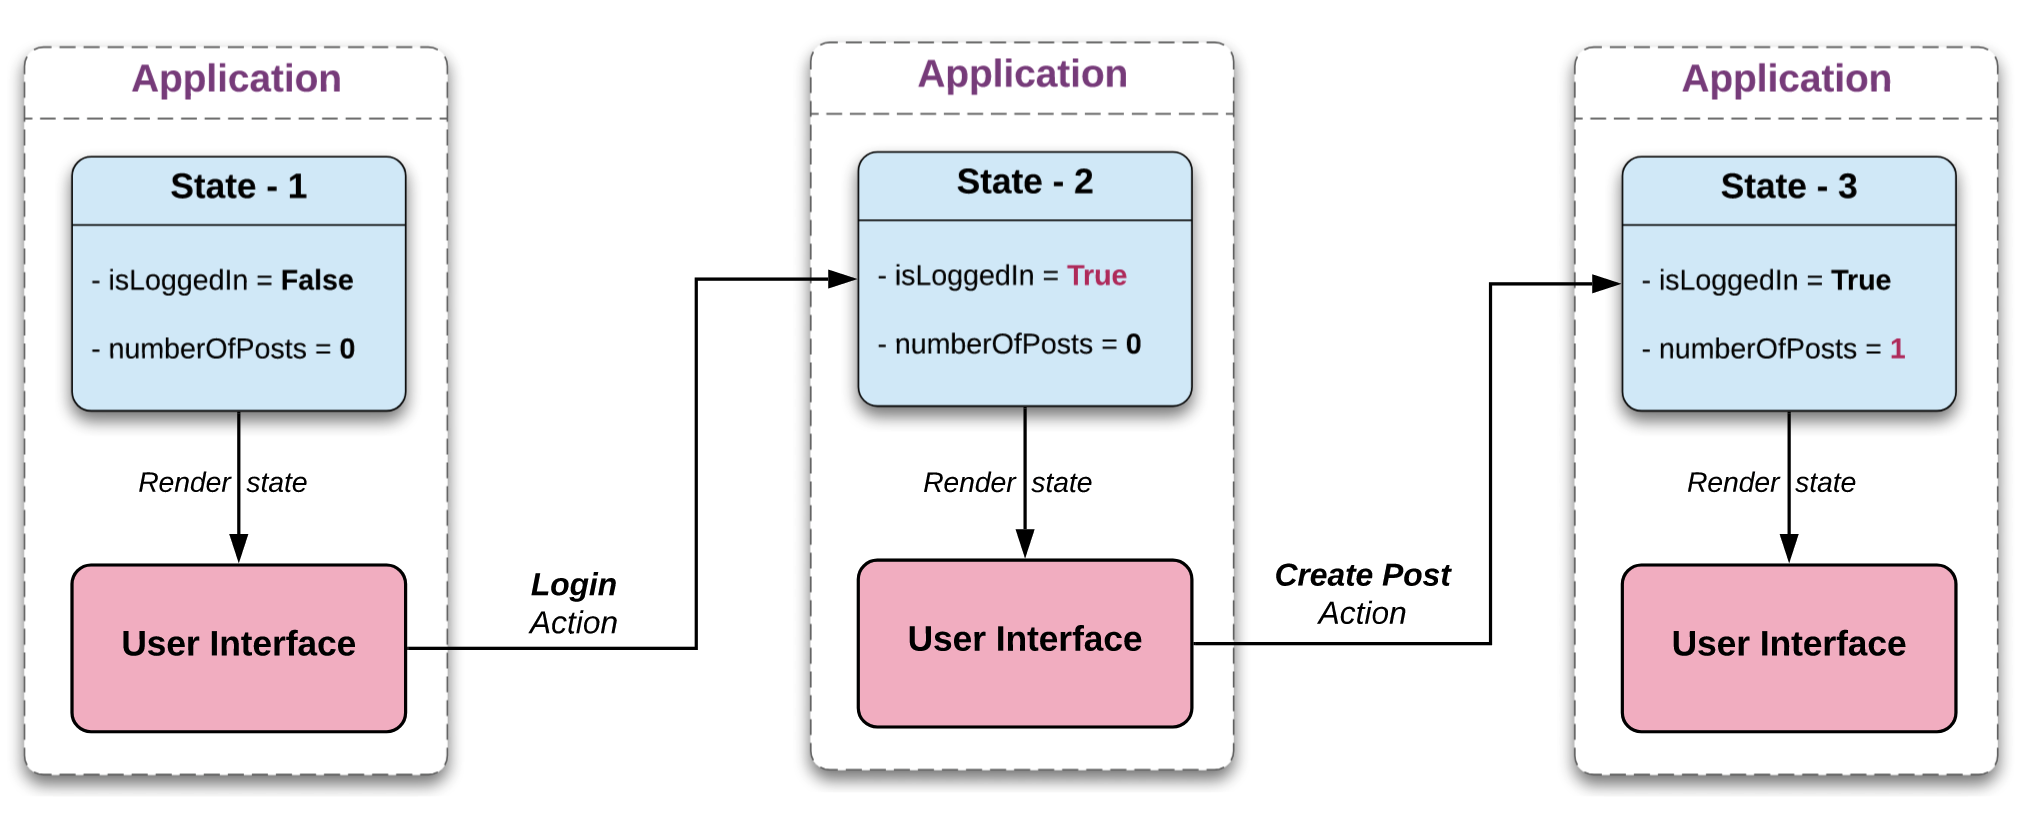 Application
State - 1
- isLoggedIn = False
- numberOfPosts = 0
Render state
User Interface
Login
Action
Application
State - 2
- isLoggedIn = True
- numberOfPosts = 0
Render state
User Interface
Create Post
Action
Application
State - 3
- isLoggedIn = True
- numberOfPosts = 1
Render state
User Interface